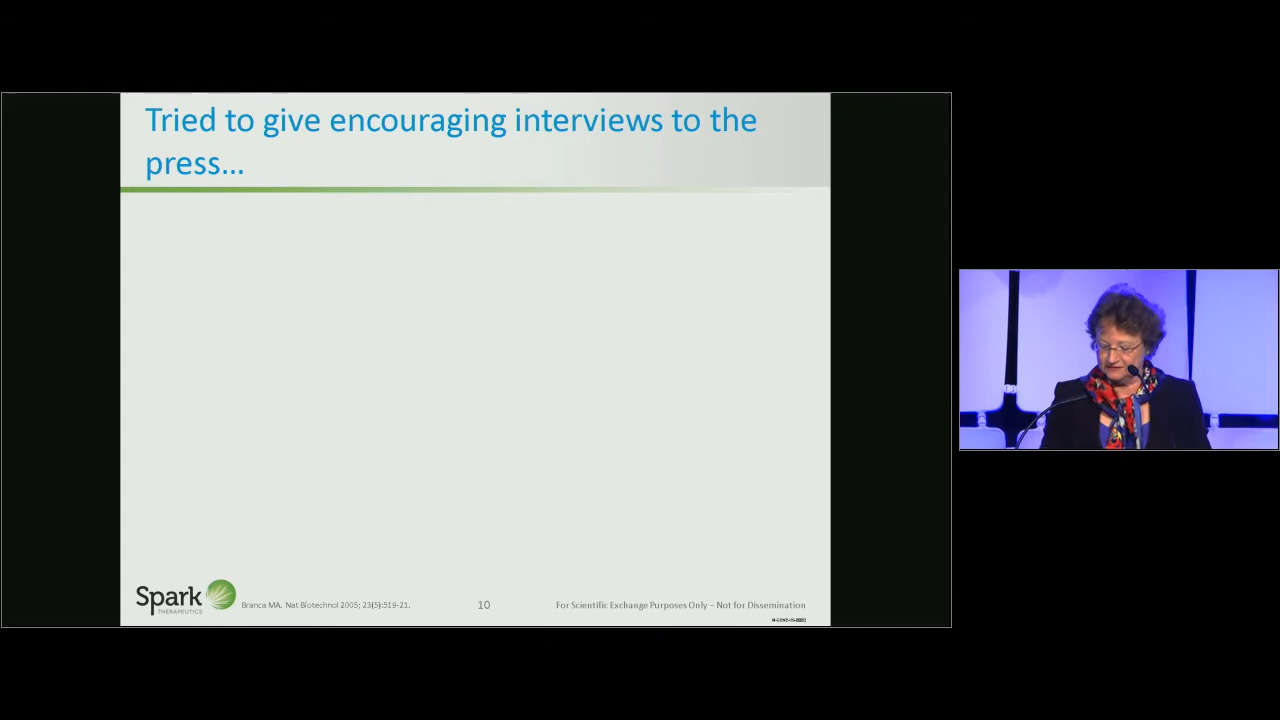 Tried to give encouraging interviews to the
press...
Spark
THERAPEUTICS
Branca MA. Nat Biotechnol 2005; 23(5):519-21.
10
For Scientific Exchange Purposes Only – Not for Dissemination